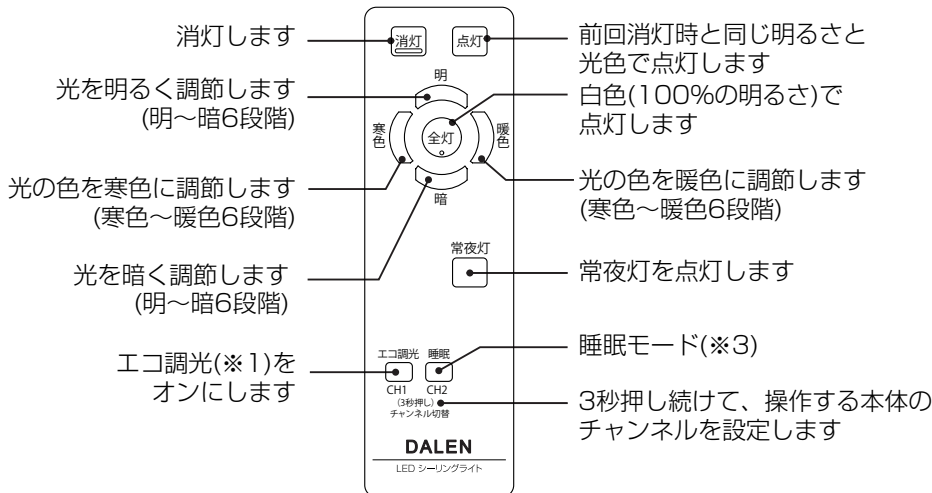 消灯します
光を明るく調節します
(明～暗6段階)
光の色を寒色に調節します
(寒色～暖色6段階)
光を暗く調節します
(明～暗6段階)
エコ調光(※1)を
オンにします
消灯
点灯
明
寒色
全灯
暖色
暗
常夜灯
エコ調光 睡眠
CH1 CH2
(3秒押し)
チャンネル切替
DALEN
LED シーリングライト
前回消灯時と同じ明るさと
光色で点灯します
白色(100%の明るさ)で
点灯します
光の色を暖色に調節します
(寒色～暖色6段階)
常夜灯を点灯します
睡眠モード(※3)
3秒押し続けて、操作する本体の
チャンネルを設定します